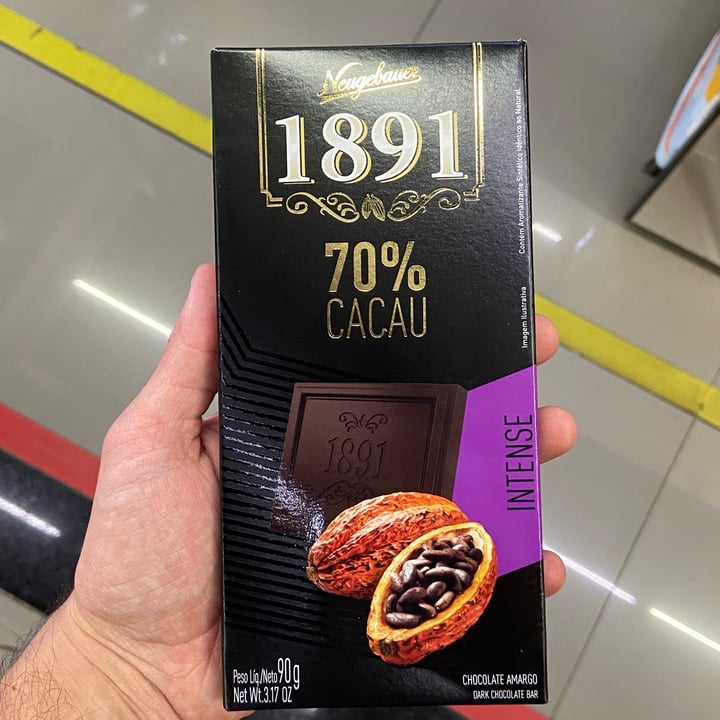 Neugebauer
1891
70%
CACAU
Contém Aromatizante Sintético Idêntico ao Natural.
Imagem Ilustrativa
1891
INTENSE
Peso Líq./Neto 90g
Net Wt.3.17 OZ
CHOCOLATE AMARGO
DARK CHOCOLATE BAR